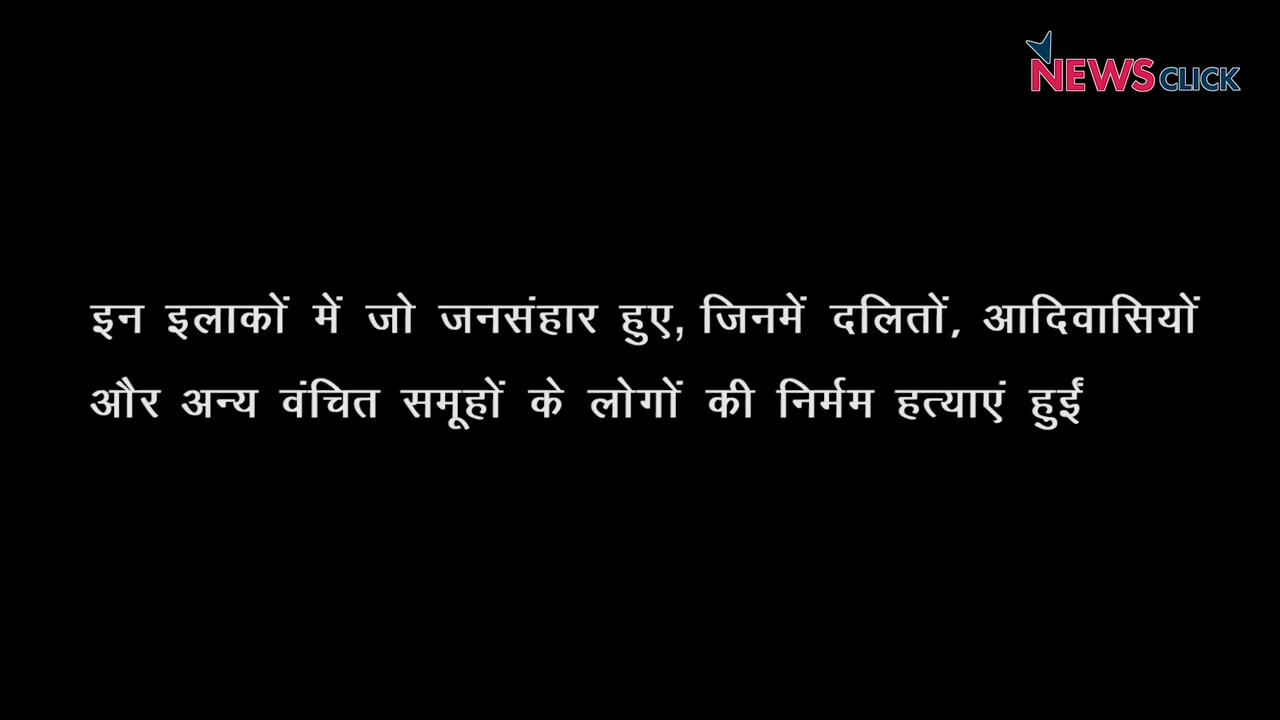 NEWSCLICK
इन इलाकों में जो जनसंहार हुए, जिनमें दलितों, आदिवासियों
और अन्य वंचित समूहों के लोगों की निर्मम हत्याएं हुईं